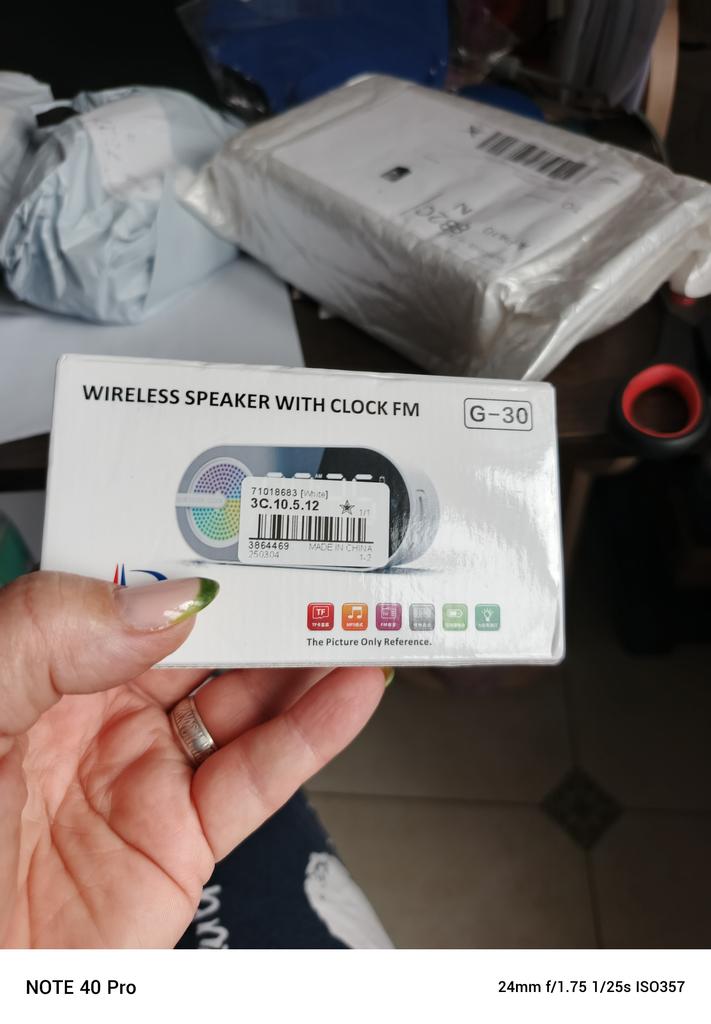 WIRELESS SPEAKER WITH CLOCK FM
G-30
71018683 [White]
3C.10.5.12
1/1
3864469 MADE IN CHINA
250304 1-2
TF
The Picture Only Reference.
NOTE 40 Pro
24mm f/1.75 1/25s ISO357